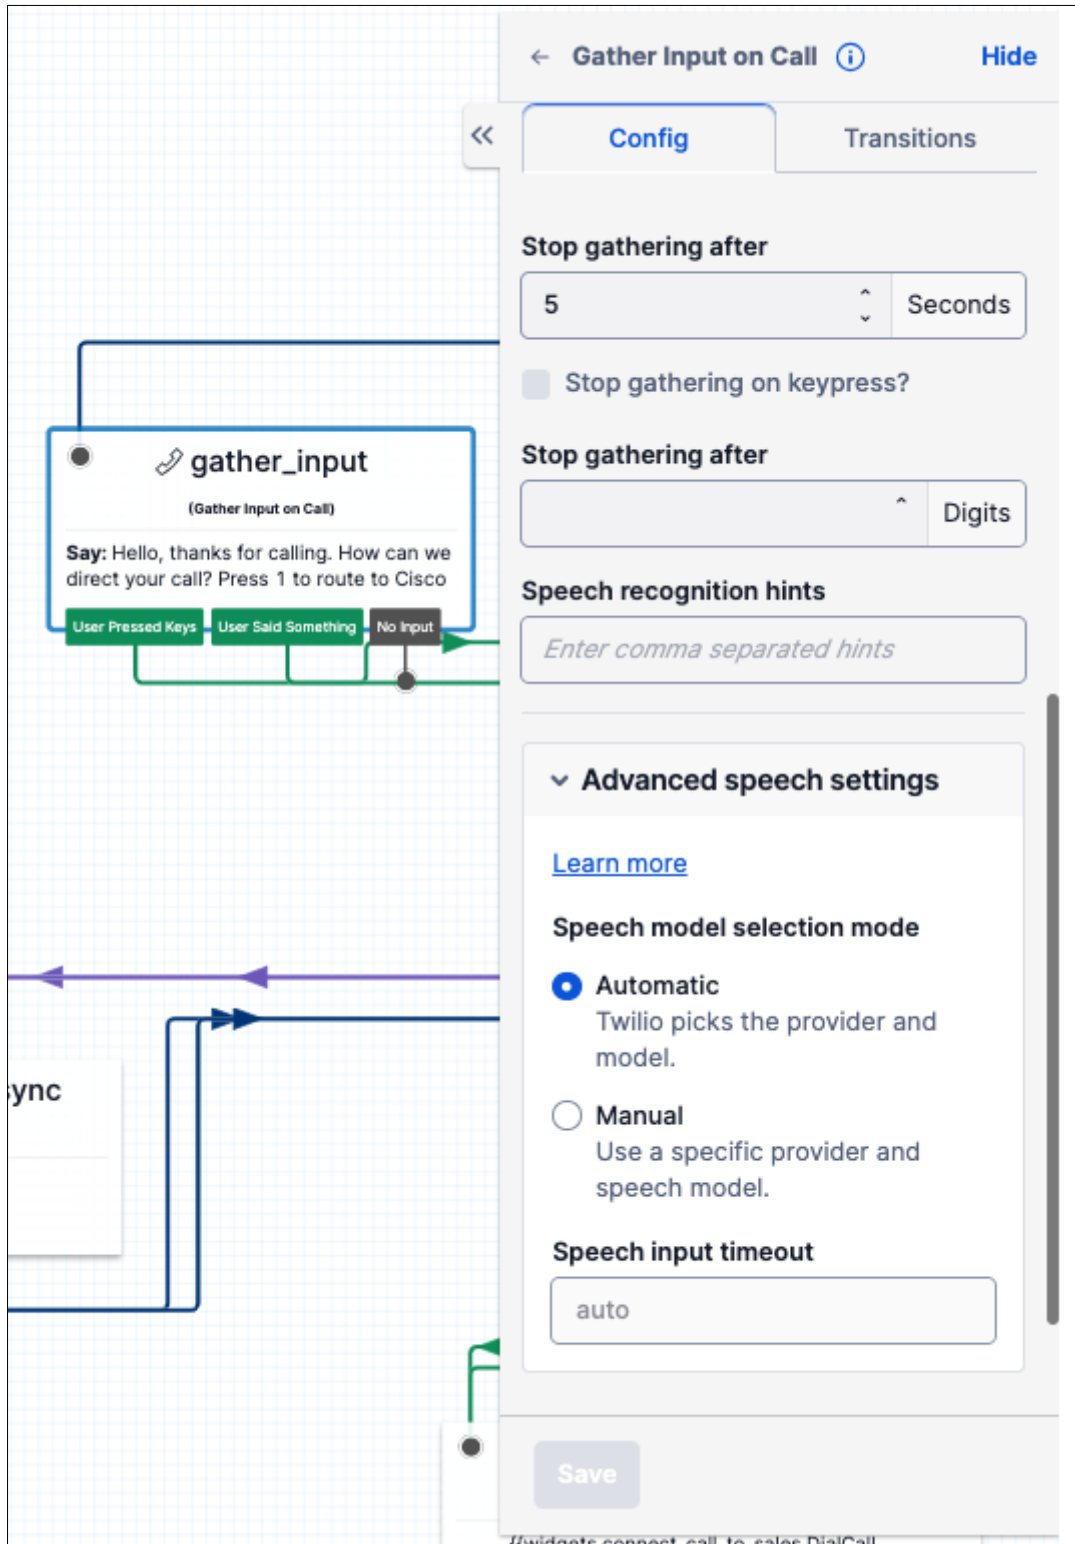 Gather Input on Call
Hide
Config
Transitions
Stop gathering after
5
Seconds
Stop gathering on keypress?
Stop gathering after
Digits
Speech recognition hints
Enter comma separated hints
Advanced speech settings
Learn more
Speech model selection mode
Automatic
Twilio picks the provider and
model.
Manual
Use a specific provider and
speech model.
Speech input timeout
auto
Save
gather_input
(Gather Input on Call)
Say: Hello, thanks for calling. How can we
direct your call? Press 1 to route to Cisco
User Pressed Keys
User Said Something
No Input
sync
{{widgets.connect_call_to_sales.DialCall